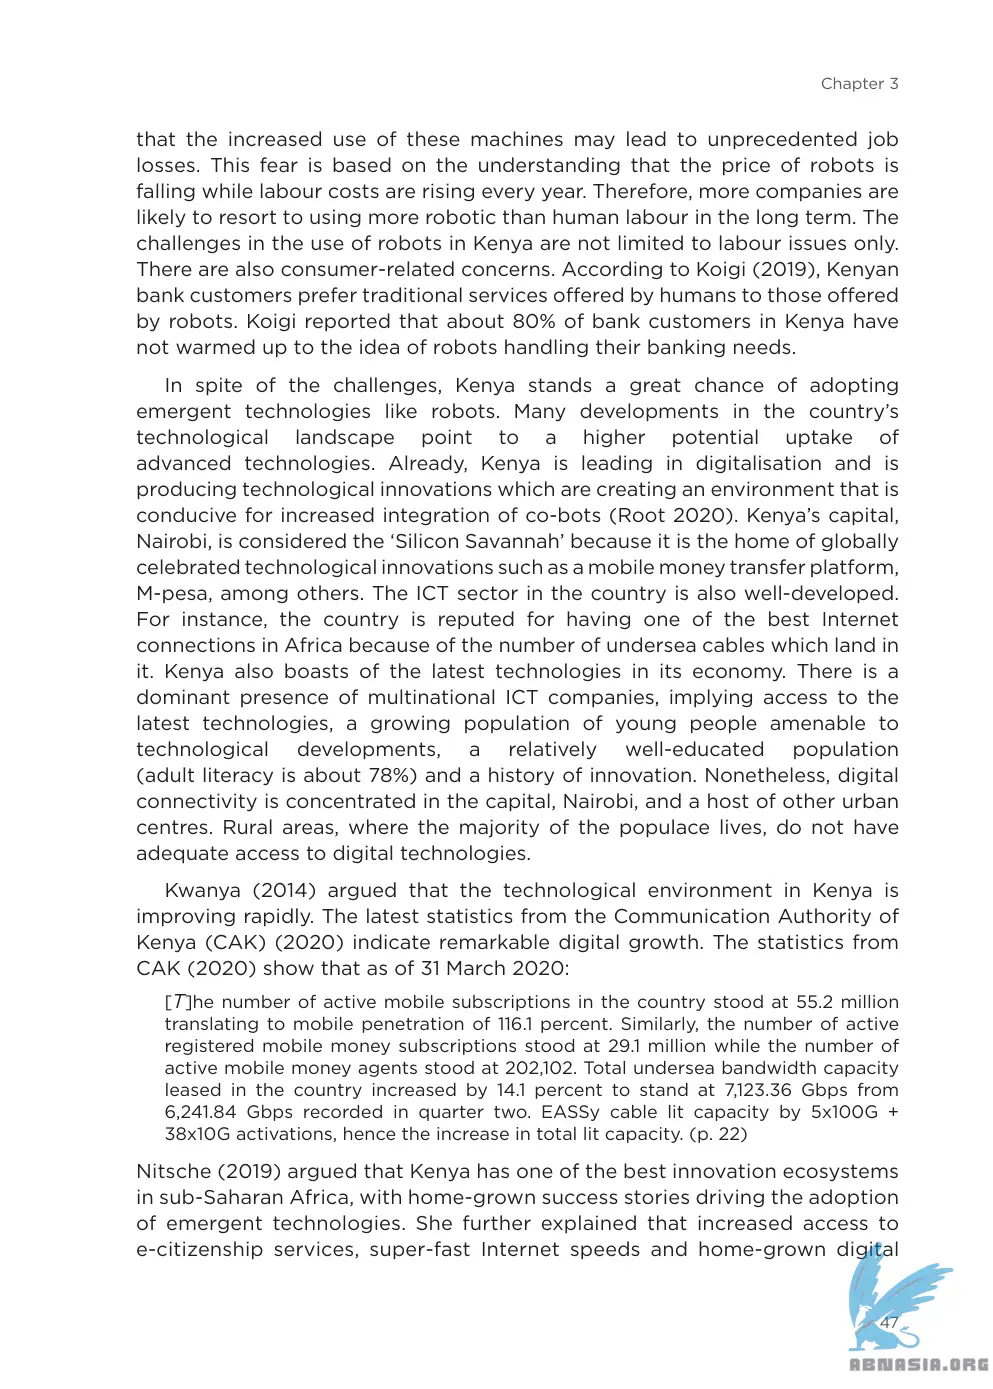 Chapter 3
that the increased use of these machines may lead to unprecedented job
losses. This fear is based on the understanding that the price of robots is
falling while labour costs are rising every year. Therefore, more companies are
likely to resort to using more robotic than human labour in the long term. The
challenges in the use of robots in Kenya are not limited to labour issues only.
There are also consumer-related concerns. According to Koigi (2019), Kenyan
bank customers prefer traditional services offered by humans to those offered
by robots. Koigi reported that about 80% of bank customers in Kenya have
not warmed up to the idea of robots handling their banking needs.
In spite of the challenges, Kenya stands a great chance of adopting
emergent technologies like robots. Many developments in the country’s
technological landscape point to a higher potential uptake of
advanced technologies. Already, Kenya is leading in digitalisation and is
producing technological innovations which are creating an environment that is
conducive for increased integration of co-bots (Root 2020). Kenya’s capital,
Nairobi, is considered the ‘Silicon Savannah’ because it is the home of globally
celebrated technological innovations such as a mobile money transfer platform,
M-pesa, among others. The ICT sector in the country is also well-developed.
For instance, the country is reputed for having one of the best Internet
connections in Africa because of the number of undersea cables which land in
it. Kenya also boasts of the latest technologies in its economy. There is a
dominant presence of multinational ICT companies, implying access to the
latest technologies, a growing population of young people amenable to
technological developments, a relatively well-educated population
(adult literacy is about 78%) and a history of innovation. Nonetheless, digital
connectivity is concentrated in the capital, Nairobi, and a host of other urban
centres. Rural areas, where the majority of the populace lives, do not have
adequate access to digital technologies.
Kwanya (2014) argued that the technological environment in Kenya is
improving rapidly. The latest statistics from the Communication Authority of
Kenya (CAK) (2020) indicate remarkable digital growth. The statistics from
CAK (2020) show that as of 31 March 2020:
[T]he number of active mobile subscriptions in the country stood at 55.2 million
translating to mobile penetration of 116.1 percent. Similarly, the number of active
registered mobile money subscriptions stood at 29.1 million while the number of
active mobile money agents stood at 202,102. Total undersea bandwidth capacity
leased in the country increased by 14.1 percent to stand at 7,123.36 Gbps from
6,241.84 Gbps recorded in quarter two. EASSy cable lit capacity by 5x100G +
38x10G activations, hence the increase in total lit capacity. (p. 22)
Nitsche (2019) argued that Kenya has one of the best innovation ecosystems
in sub-Saharan Africa, with home-grown success stories driving the adoption
of emergent technologies. She further explained that increased access to
e-citizenship services, super-fast Internet speeds and home-grown digital
47
ABNASIA.ORG